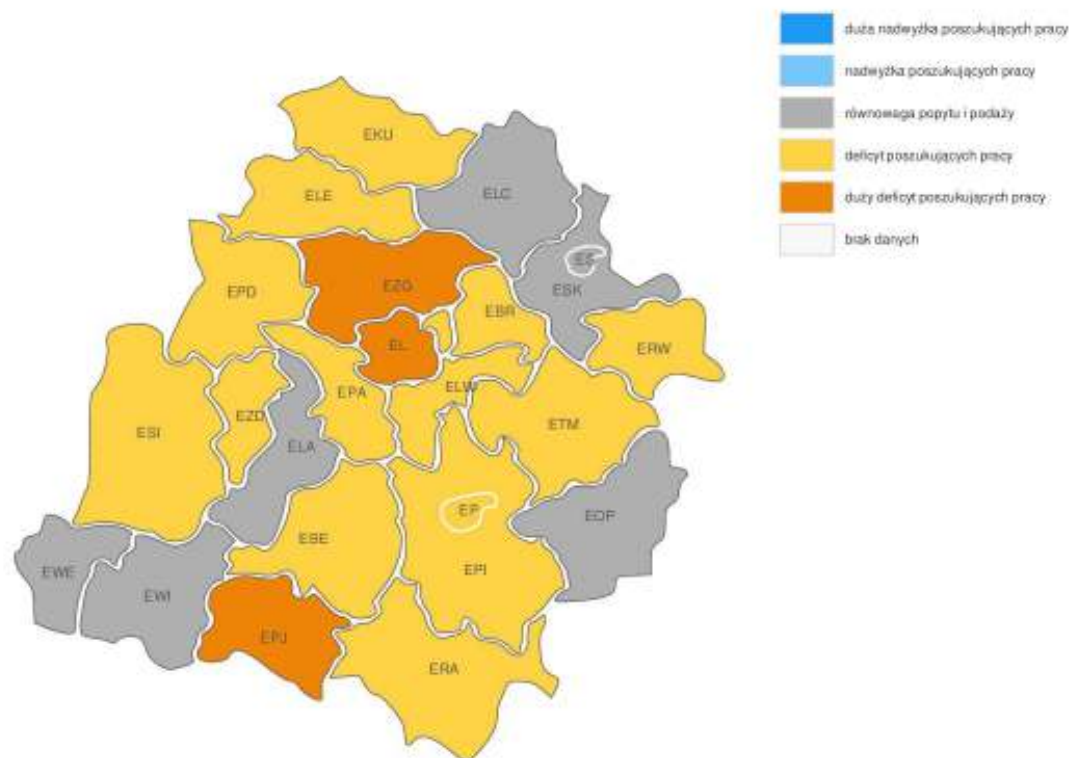 duża nadwyżka poszukujących pracy
nadwyżka poszukujących pracy
równowaga popytu i podaży
deficyt poszukujących pracy
duży deficyt poszukujących pracy
brak danych
EKU
ELE
ELC
ES
EZG
EPD
ESK
EBR
EL
ERW
EPA
ELW
EZD
ETM
ESI
ELA
EP
EOP
EBE
EPI
EWE
EWI
EPJ
ERA